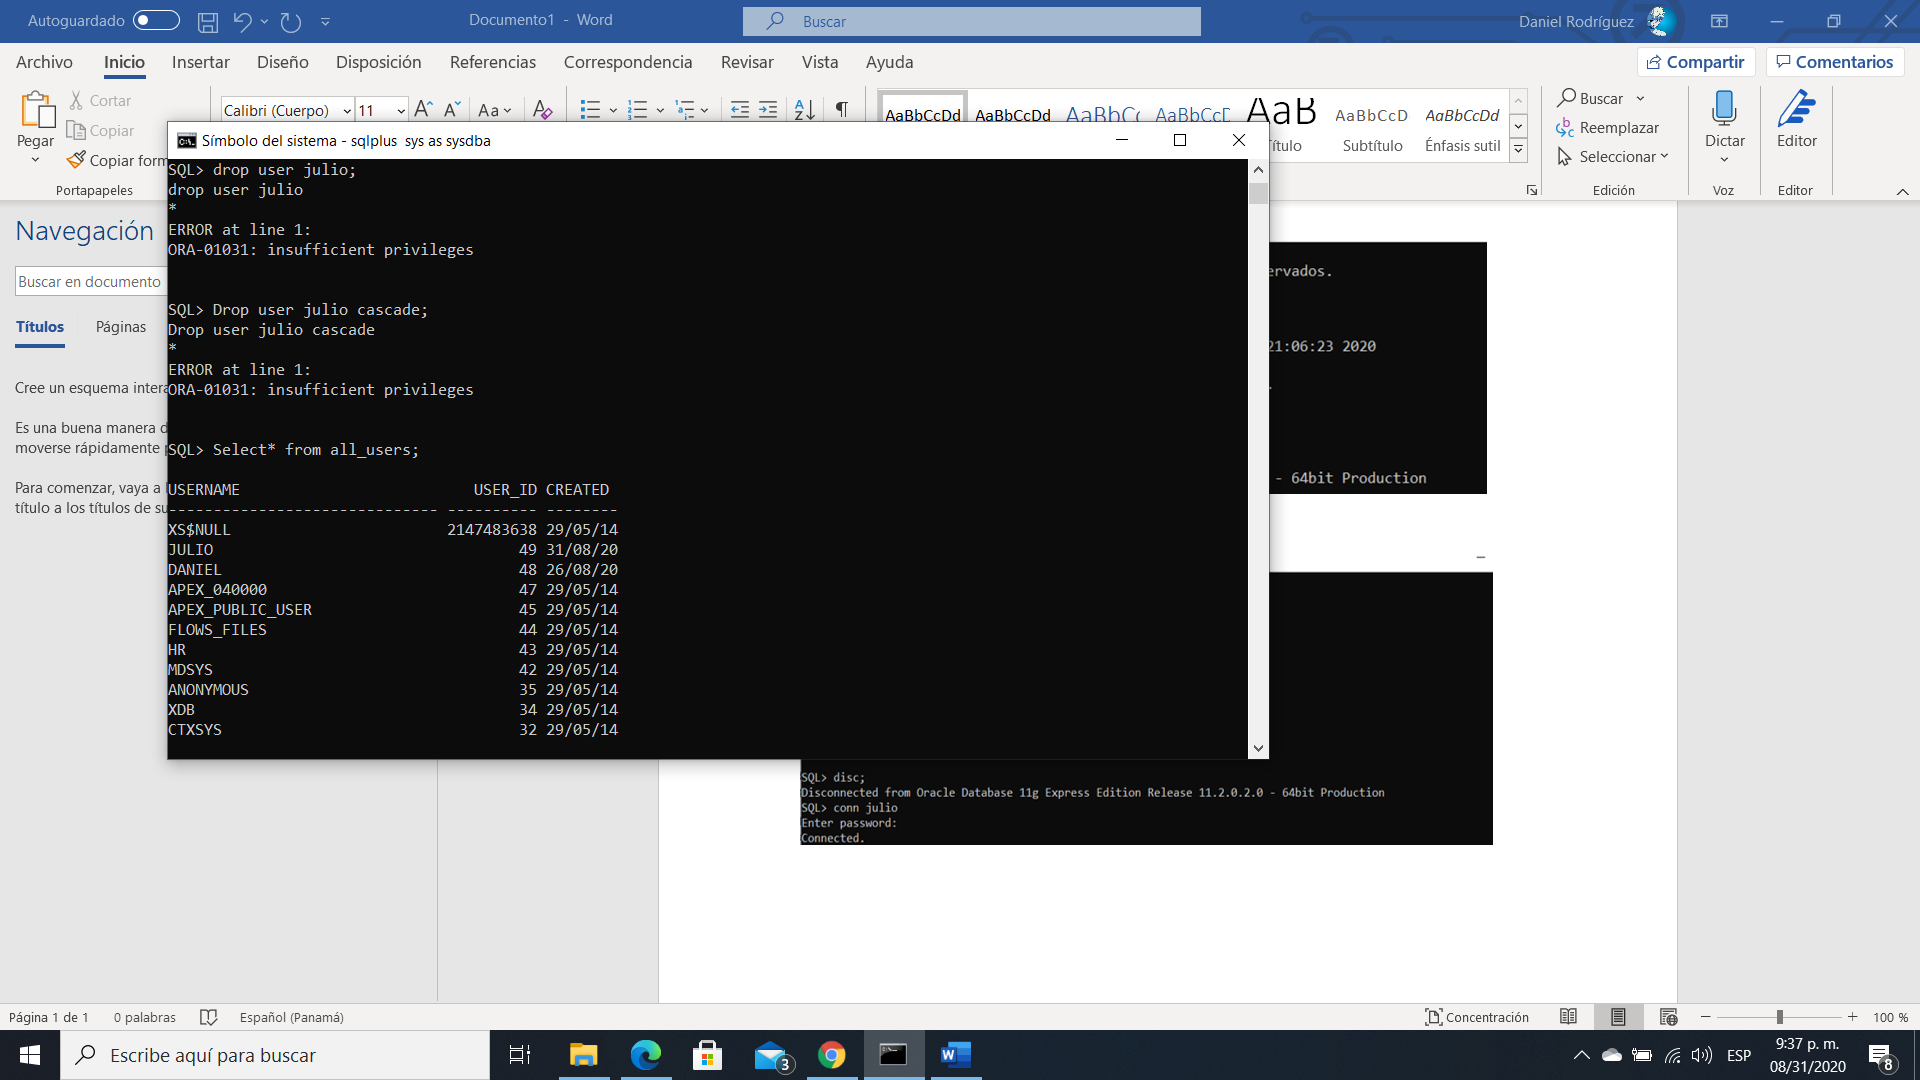 Autoguardado
Documento1 - Word
Buscar
Daniel Rodríguez
Archivo Inicio Insertar Diseño Disposición Referencias Correspondencia Revisar Vista Ayuda
Compartir Comentarios
Pegar
Cortar
Copiar
Copiar form
Portapapeles
Calibri (Cuerpo) 11
AaBbCcDd AaBbCcDd AaBbC AaBbCcE AaB AaBbCcD AaBbCcDd
ítulo Subtítulo Énfasis sutil
Buscar
Reemplazar
Seleccionar
Edición
Dictar
Voz
Editor
Editor
Navegación
Buscar en documento
Títulos Páginas
Cree un esquema intera
Es una buena manera d
moverse rápidamente p
Para comenzar, vaya a l
título a los títulos de su
Símbolo del sistema - sqlplus  sys as sysdba
SQL> drop user julio;
drop user julio
*
ERROR at line 1:
ORA-01031: insufficient privileges
SQL> Drop user julio cascade;
Drop user julio cascade
*
ERROR at line 1:
ORA-01031: insufficient privileges
SQL> Select* from all_users;
USERNAME USER_ID CREATED
------------------------------ ---------- --------
XS$NULL 2147483638 29/05/14
JULIO 49 31/08/20
DANIEL 48 26/08/20
APEX_040000 47 29/05/14
APEX_PUBLIC_USER 45 29/05/14
FLOWS_FILES 44 29/05/14
HR 43 29/05/14
MDSYS 42 29/05/14
ANONYMOUS 35 29/05/14
XDB 34 29/05/14
CTXSYS 32 29/05/14
ervados.
21:06:23 2020
- 64bit Production
SQL> disc;
Disconnected from Oracle Database 11g Express Edition Release 11.2.0.2.0 - 64bit Production
SQL> conn julio
Enter password:
Connected.
Página 1 de 1 0 palabras Español (Panamá)
Concentración
100 %
Escribe aquí para buscar
3
ESP
9:37 p. m.
08/31/2020
8